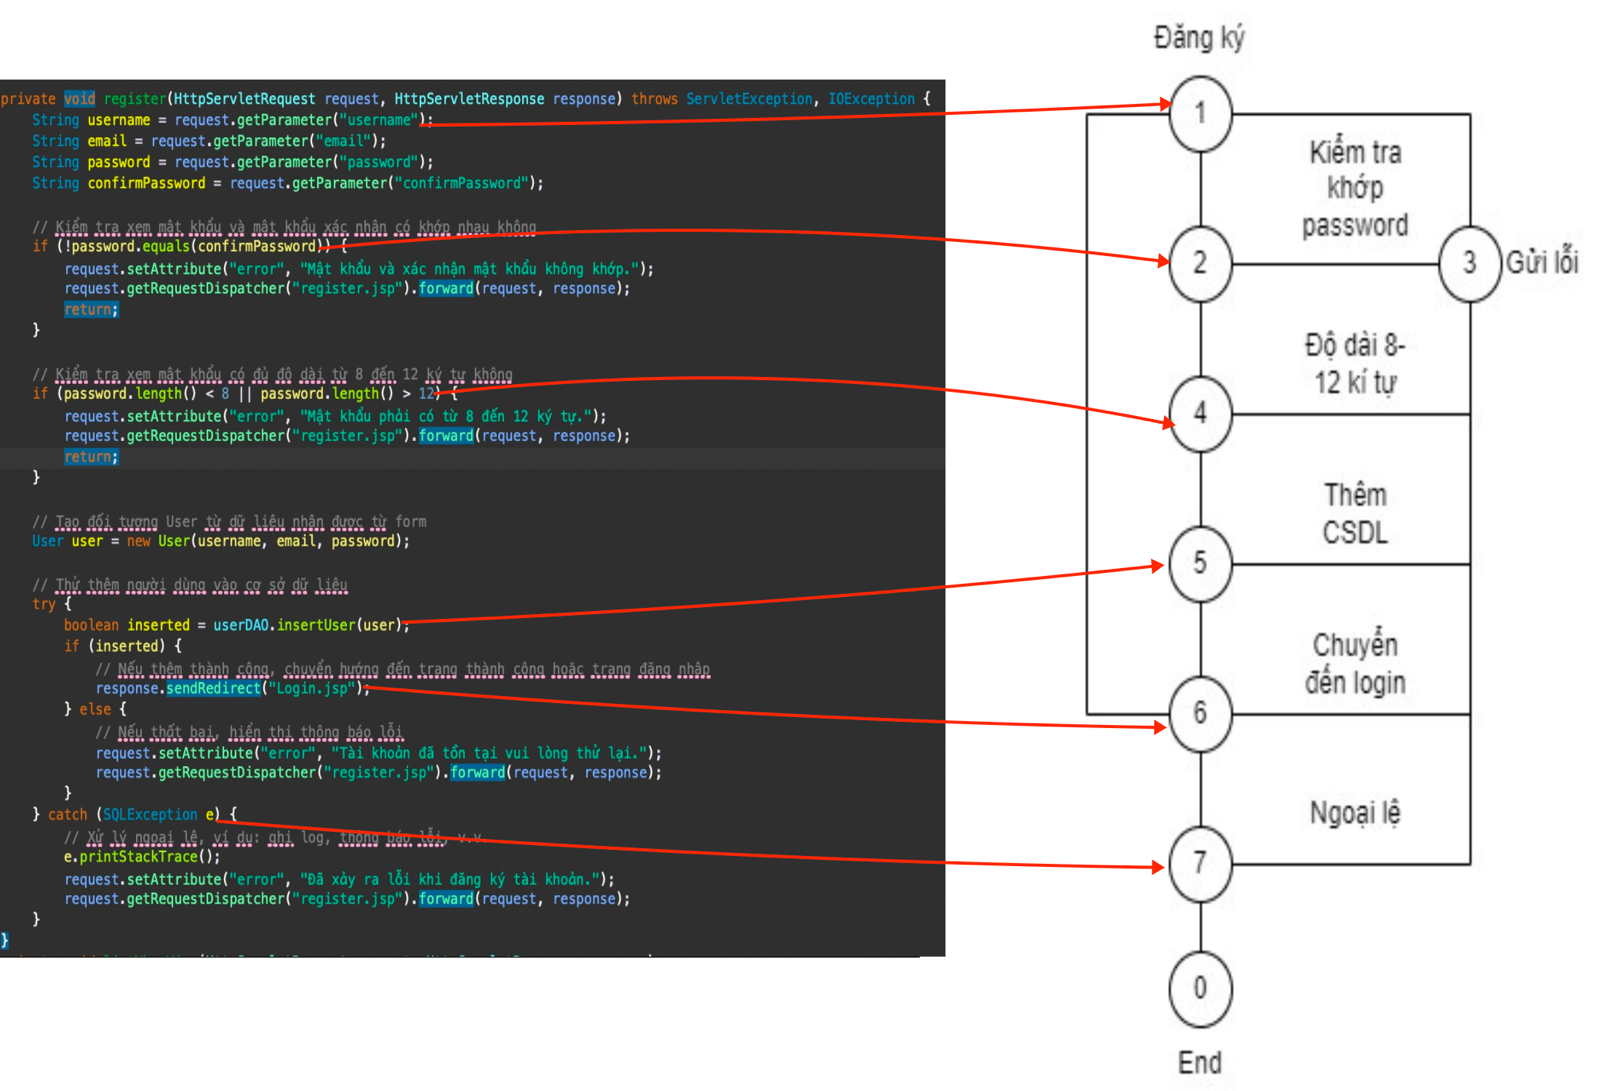 private void register(HttpServletRequest request, HttpServletResponse response) throws ServletException, IOException {
String username = request.getParameter("username");
String email = request.getParameter("email");
String password = request.getParameter("password");
String confirmPassword = request.getParameter("confirmPassword");
// Kiểm tra xem mật khẩu và mật khẩu xác nhận có khớp nhau không
if (!password.equals(confirmPassword)) {
request.setAttribute("error", "Mật khẩu và xác nhận mật khẩu không khớp.");
request.getRequestDispatcher("register.jsp").forward(request, response);
return;
}
// Kiểm tra xem mật khẩu có đủ độ dài từ 8 đến 12 ký tự không
if (password.length() < 8 || password.length() > 12) {
request.setAttribute("error", "Mật khẩu phải có từ 8 đến 12 ký tự.");
request.getRequestDispatcher("register.jsp").forward(request, response);
return;
}
// Tạo đối tượng User từ dữ liệu nhận được từ form
User user = new User(username, email, password);
// Thử thêm người dùng vào cơ sở dữ liệu
try {
boolean inserted = userDAO.insertUser(user);
if (inserted) {
// Nếu thêm thành công, chuyển hướng đến trang thành công hoặc trang đăng nhập
response.sendRedirect("Login.jsp");
} else {
// Nếu thất bại, hiển thị thông báo lỗi
request.setAttribute("error", "Tài khoản đã tồn tại vui lòng thử lại.");
request.getRequestDispatcher("register.jsp").forward(request, response);
}
} catch (SQLException e) {
// Xử lý ngoại lệ, ví dụ: ghi log, thông báo lỗi, v.v.
e.printStackTrace();
request.setAttribute("error", "Đã xảy ra lỗi khi đăng ký tài khoản.");
request.getRequestDispatcher("register.jsp").forward(request, response);
}
}
Đăng ký
1
Kiểm tra
khớp
password
2
3
Gửi lỗi
Độ dài 8-
12 kí tự
4
Thêm
CSDL
5
Chuyển
đến login
6
Ngoại lệ
7
0
End